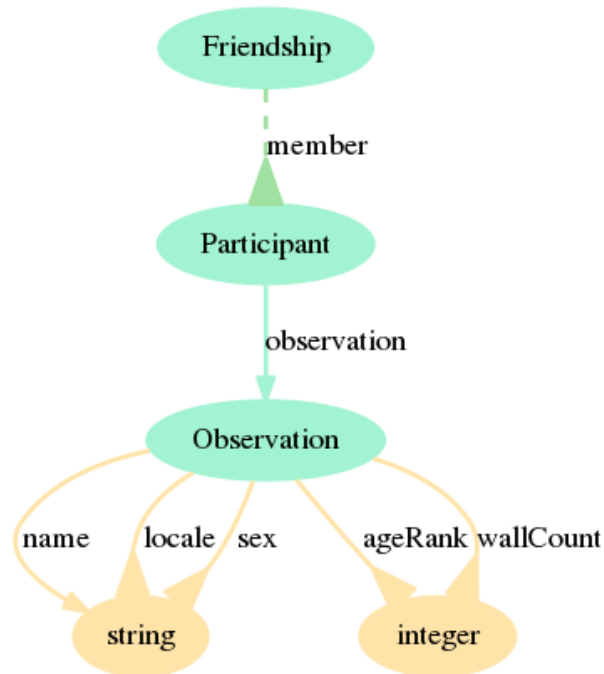 Friendship
member
Participant
observation
Observation
name locale sex ageRank wallCount
string integer